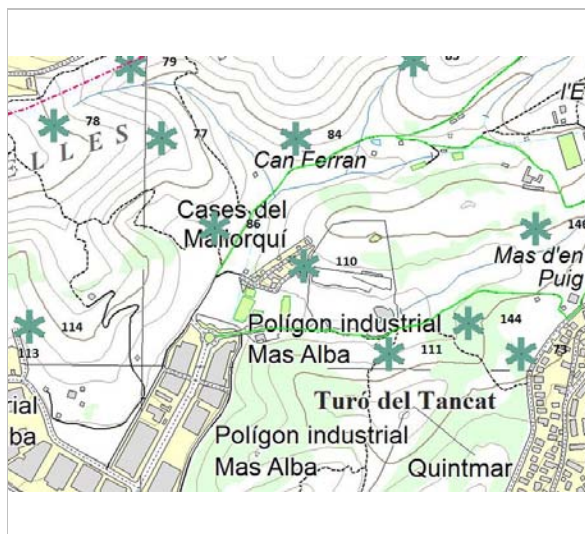 79
78
77
84
Can Ferran
l'E
LLES
Cases del
Mallorquí
86
146
Mas d'en
Puig
110
114
113
Polígon industrial
Mas Alba
144
111
73
Turó del Tancat
rial
ba
Polígon industrial
Mas Alba
Quintmar